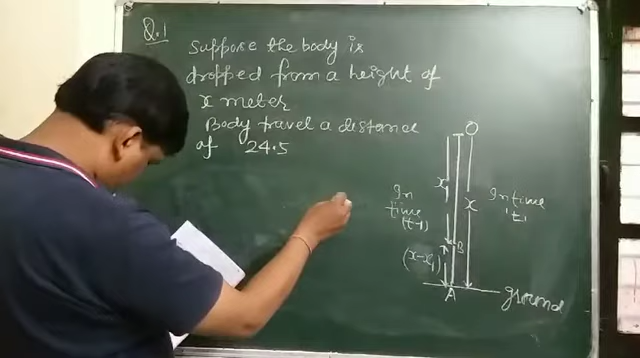 Q.1
Suppose the body is
dropped from a height of
x meter
Body travel a distance
of 24.5
O
x₁
x
In
time
(t-1)
In time
't'
B
(x-x₁)
A
ground